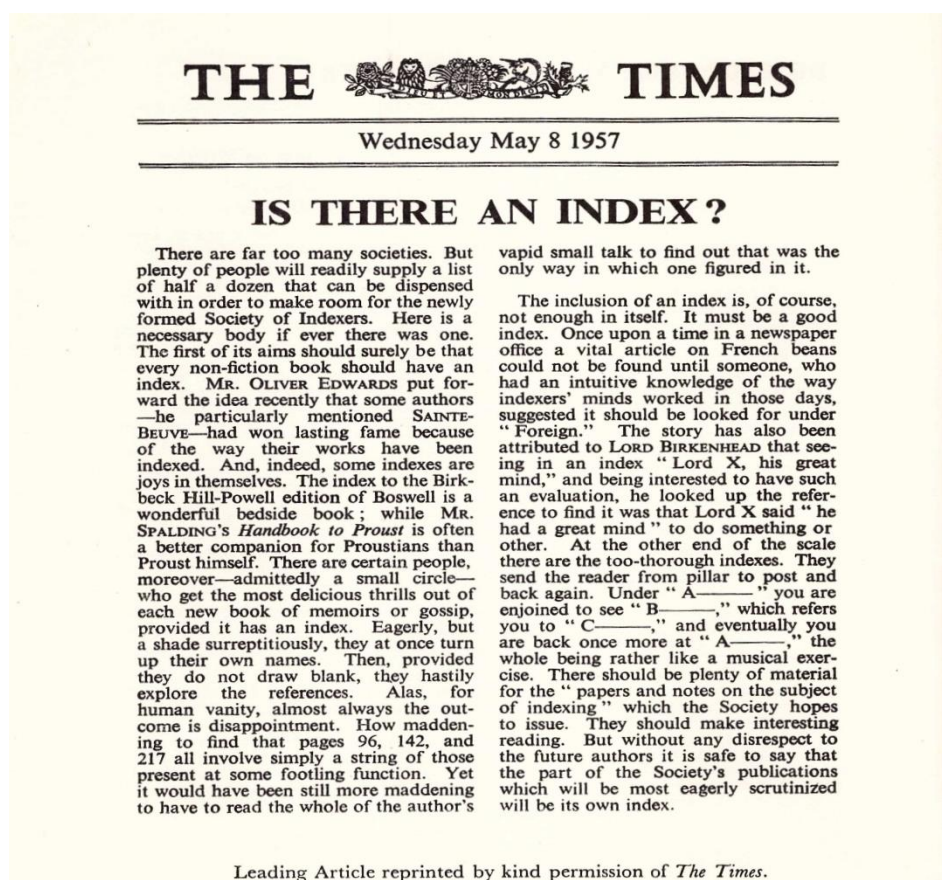 THE TIMES
Wednesday May 8 1957
IS THERE AN INDEX?
There are far too many societies. But
plenty of people will readily supply a list
of half a dozen that can be dispensed
with in order to make room for the newly
formed Society of Indexers. Here is a
necessary body if ever there was one.
The first of its aims should surely be that
every non-fiction book should have an
index. MR. OLIVER EDWARDS put for-
ward the idea recently that some authors
—he particularly mentioned SAINTE-
BEUVE—had won lasting fame because
of the way their works have been
indexed. And, indeed, some indexes are
joys in themselves. The index to the Birk-
beck Hill-Powell edition of Boswell is a
wonderful bedside book; while MR.
SPALDING'S Handbook to Proust is often
a better companion for Proustians than
Proust himself. There are certain people,
moreover—admittedly a small circle—
who get the most delicious thrills out of
each new book of memoirs or gossip,
provided it has an index. Eagerly, but
a shade surreptitiously, they at once turn
up their own names. Then, provided
they do not draw blank, they hastily
explore the references. Alas, for
human vanity, almost always the out-
come is disappointment. How madden-
ing to find that pages 96, 142, and
217 all involve simply a string of those
present at some footling function. Yet
it would have been still more maddening
to have to read the whole of the author's
vapid small talk to find out that was the
only way in which one figured in it.
The inclusion of an index is, of course,
not enough in itself. It must be a good
index. Once upon a time in a newspaper
office a vital article on French beans
could not be found until someone, who
had an intuitive knowledge of the way
indexers' minds worked in those days,
suggested it should be looked for under
"Foreign." The story has also been
attributed to LORD BIRKENHEAD that see-
ing in an index "Lord X, his great
mind," and being interested to have such
an evaluation, he looked up the refer-
ence to find it was that Lord X said "he
had a great mind" to do something or
other. At the other end of the scale
there are the too-thorough indexes. They
send the reader from pillar to post and
back again. Under "A——" you are
enjoined to see "B——," which refers
you to "C——," and eventually you
are back once more at "A——," the
whole being rather like a musical exer-
cise. There should be plenty of material
for the "papers and notes on the subject
of indexing" which the Society hopes
to issue. They should make interesting
reading. But without any disrespect to
the future authors it is safe to say that
the part of the Society's publications
which will be most eagerly scrutinized
will be its own index.
Leading Article reprinted by kind permission of The Times.